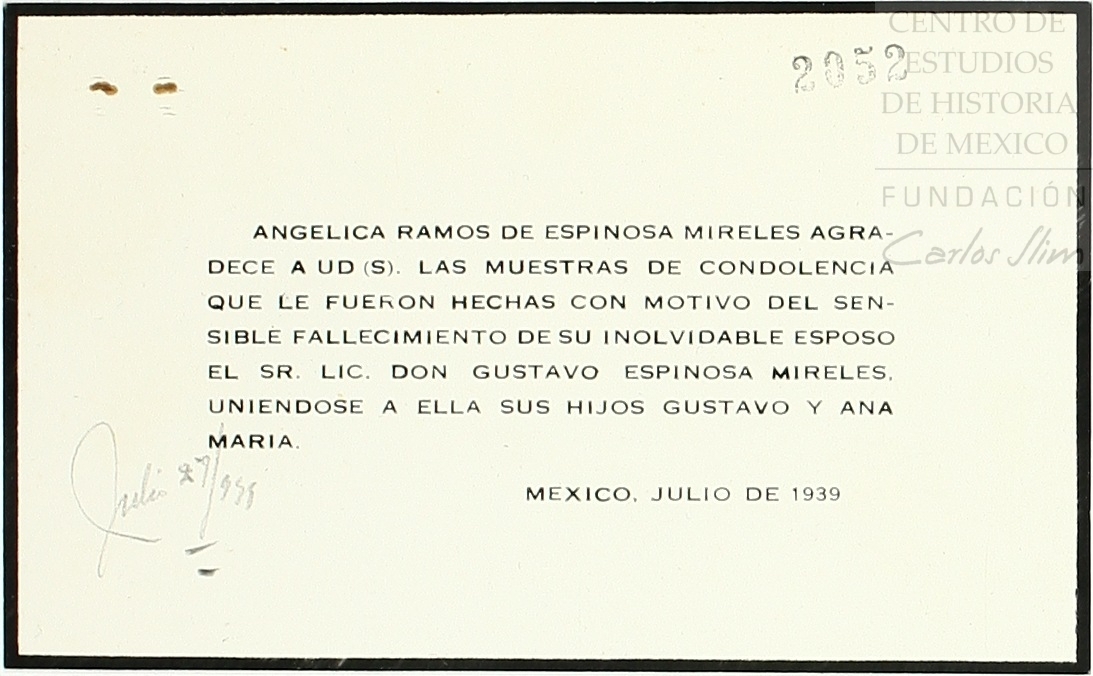 2052
CENTRO DE
ESTUDIOS
DE HISTORIA
DE MEXICO
FUNDACIÓN
Carlos Slim
ANGELICA RAMOS DE ESPINOSA MIRELES AGRA-
DECE A UD (S). LAS MUESTRAS DE CONDOLENCIA
QUE LE FUERON HECHAS CON MOTIVO DEL SEN-
SIBLE FALLECIMIENTO DE SU INOLVIDABLE ESPOSO
EL SR. LIC. DON GUSTAVO ESPINOSA MIRELES,
UNIENDOSE A ELLA SUS HIJOS GUSTAVO Y ANA
MARIA.
Julio 27/
MEXICO, JULIO DE 1939